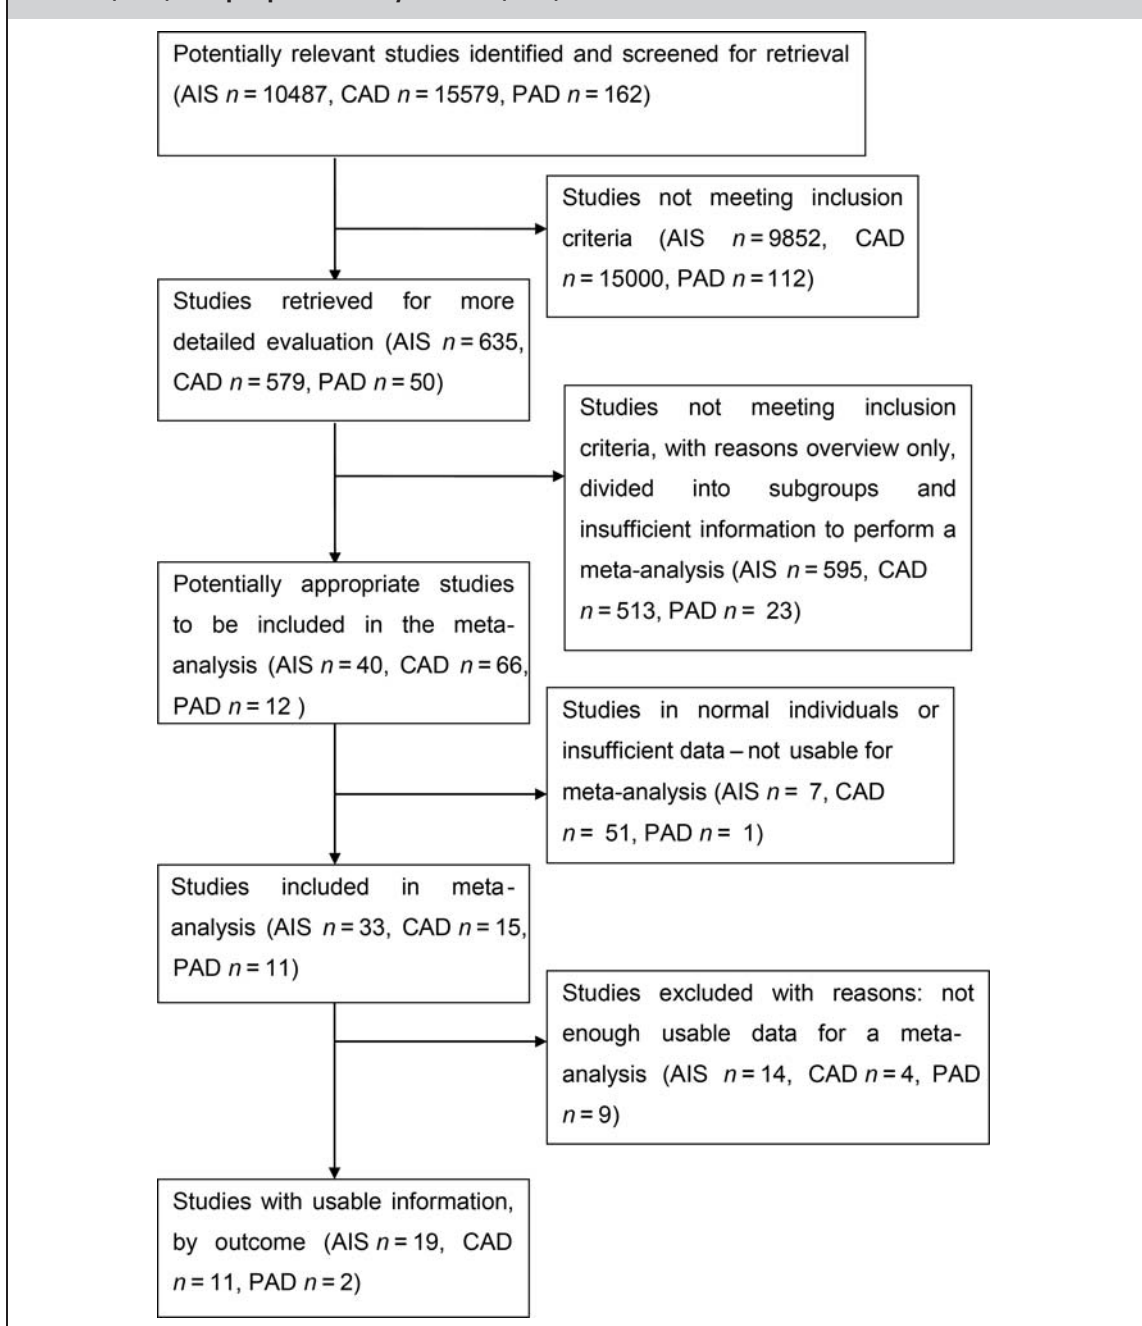 Potentially relevant studies identified and screened for retrieval
(AIS n = 10487, CAD n = 15579, PAD n = 162)
Studies not meeting inclusion
criteria (AIS n = 9852, CAD
n = 15000, PAD n = 112)
Studies retrieved for more
detailed evaluation (AIS n = 635,
CAD n = 579, PAD n = 50)
Studies not meeting inclusion
criteria, with reasons overview only,
divided into subgroups and
insufficient information to perform a
meta-analysis (AIS n = 595, CAD
n = 513, PAD n = 23)
Potentially appropriate studies
to be included in the meta-
analysis (AIS n = 40, CAD n = 66,
PAD n = 12 )
Studies in normal individuals or
insufficient data – not usable for
meta-analysis (AIS n = 7, CAD
n = 51, PAD n = 1)
Studies included in meta-
analysis (AIS n = 33, CAD n = 15,
PAD n = 11)
Studies excluded with reasons: not
enough usable data for a meta-
analysis (AIS n = 14, CAD n = 4, PAD
n = 9)
Studies with usable information,
by outcome (AIS n = 19, CAD
n = 11, PAD n = 2)